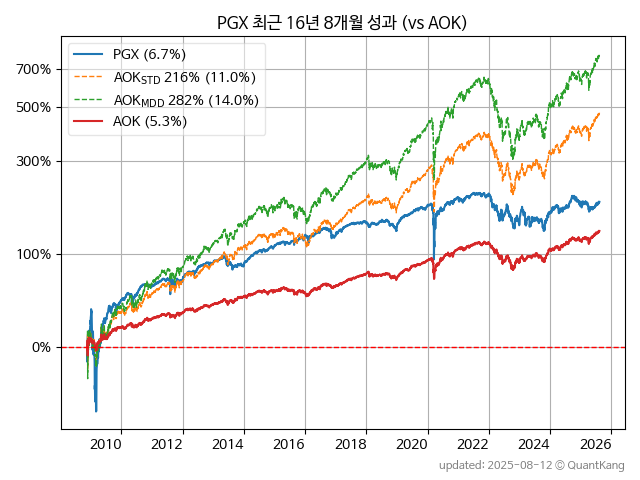 PGX 최근 16년 8개월 성과 (vs AOK)
PGX (6.7%)
AOK_STD 216% (11.0%)
AOK_MDD 282% (14.0%)
AOK (5.3%)
700%
500%
300%
100%
0%
2010 2012 2014 2016 2018 2020 2022 2024 2026
updated: 2025-08-12 © QuantKang